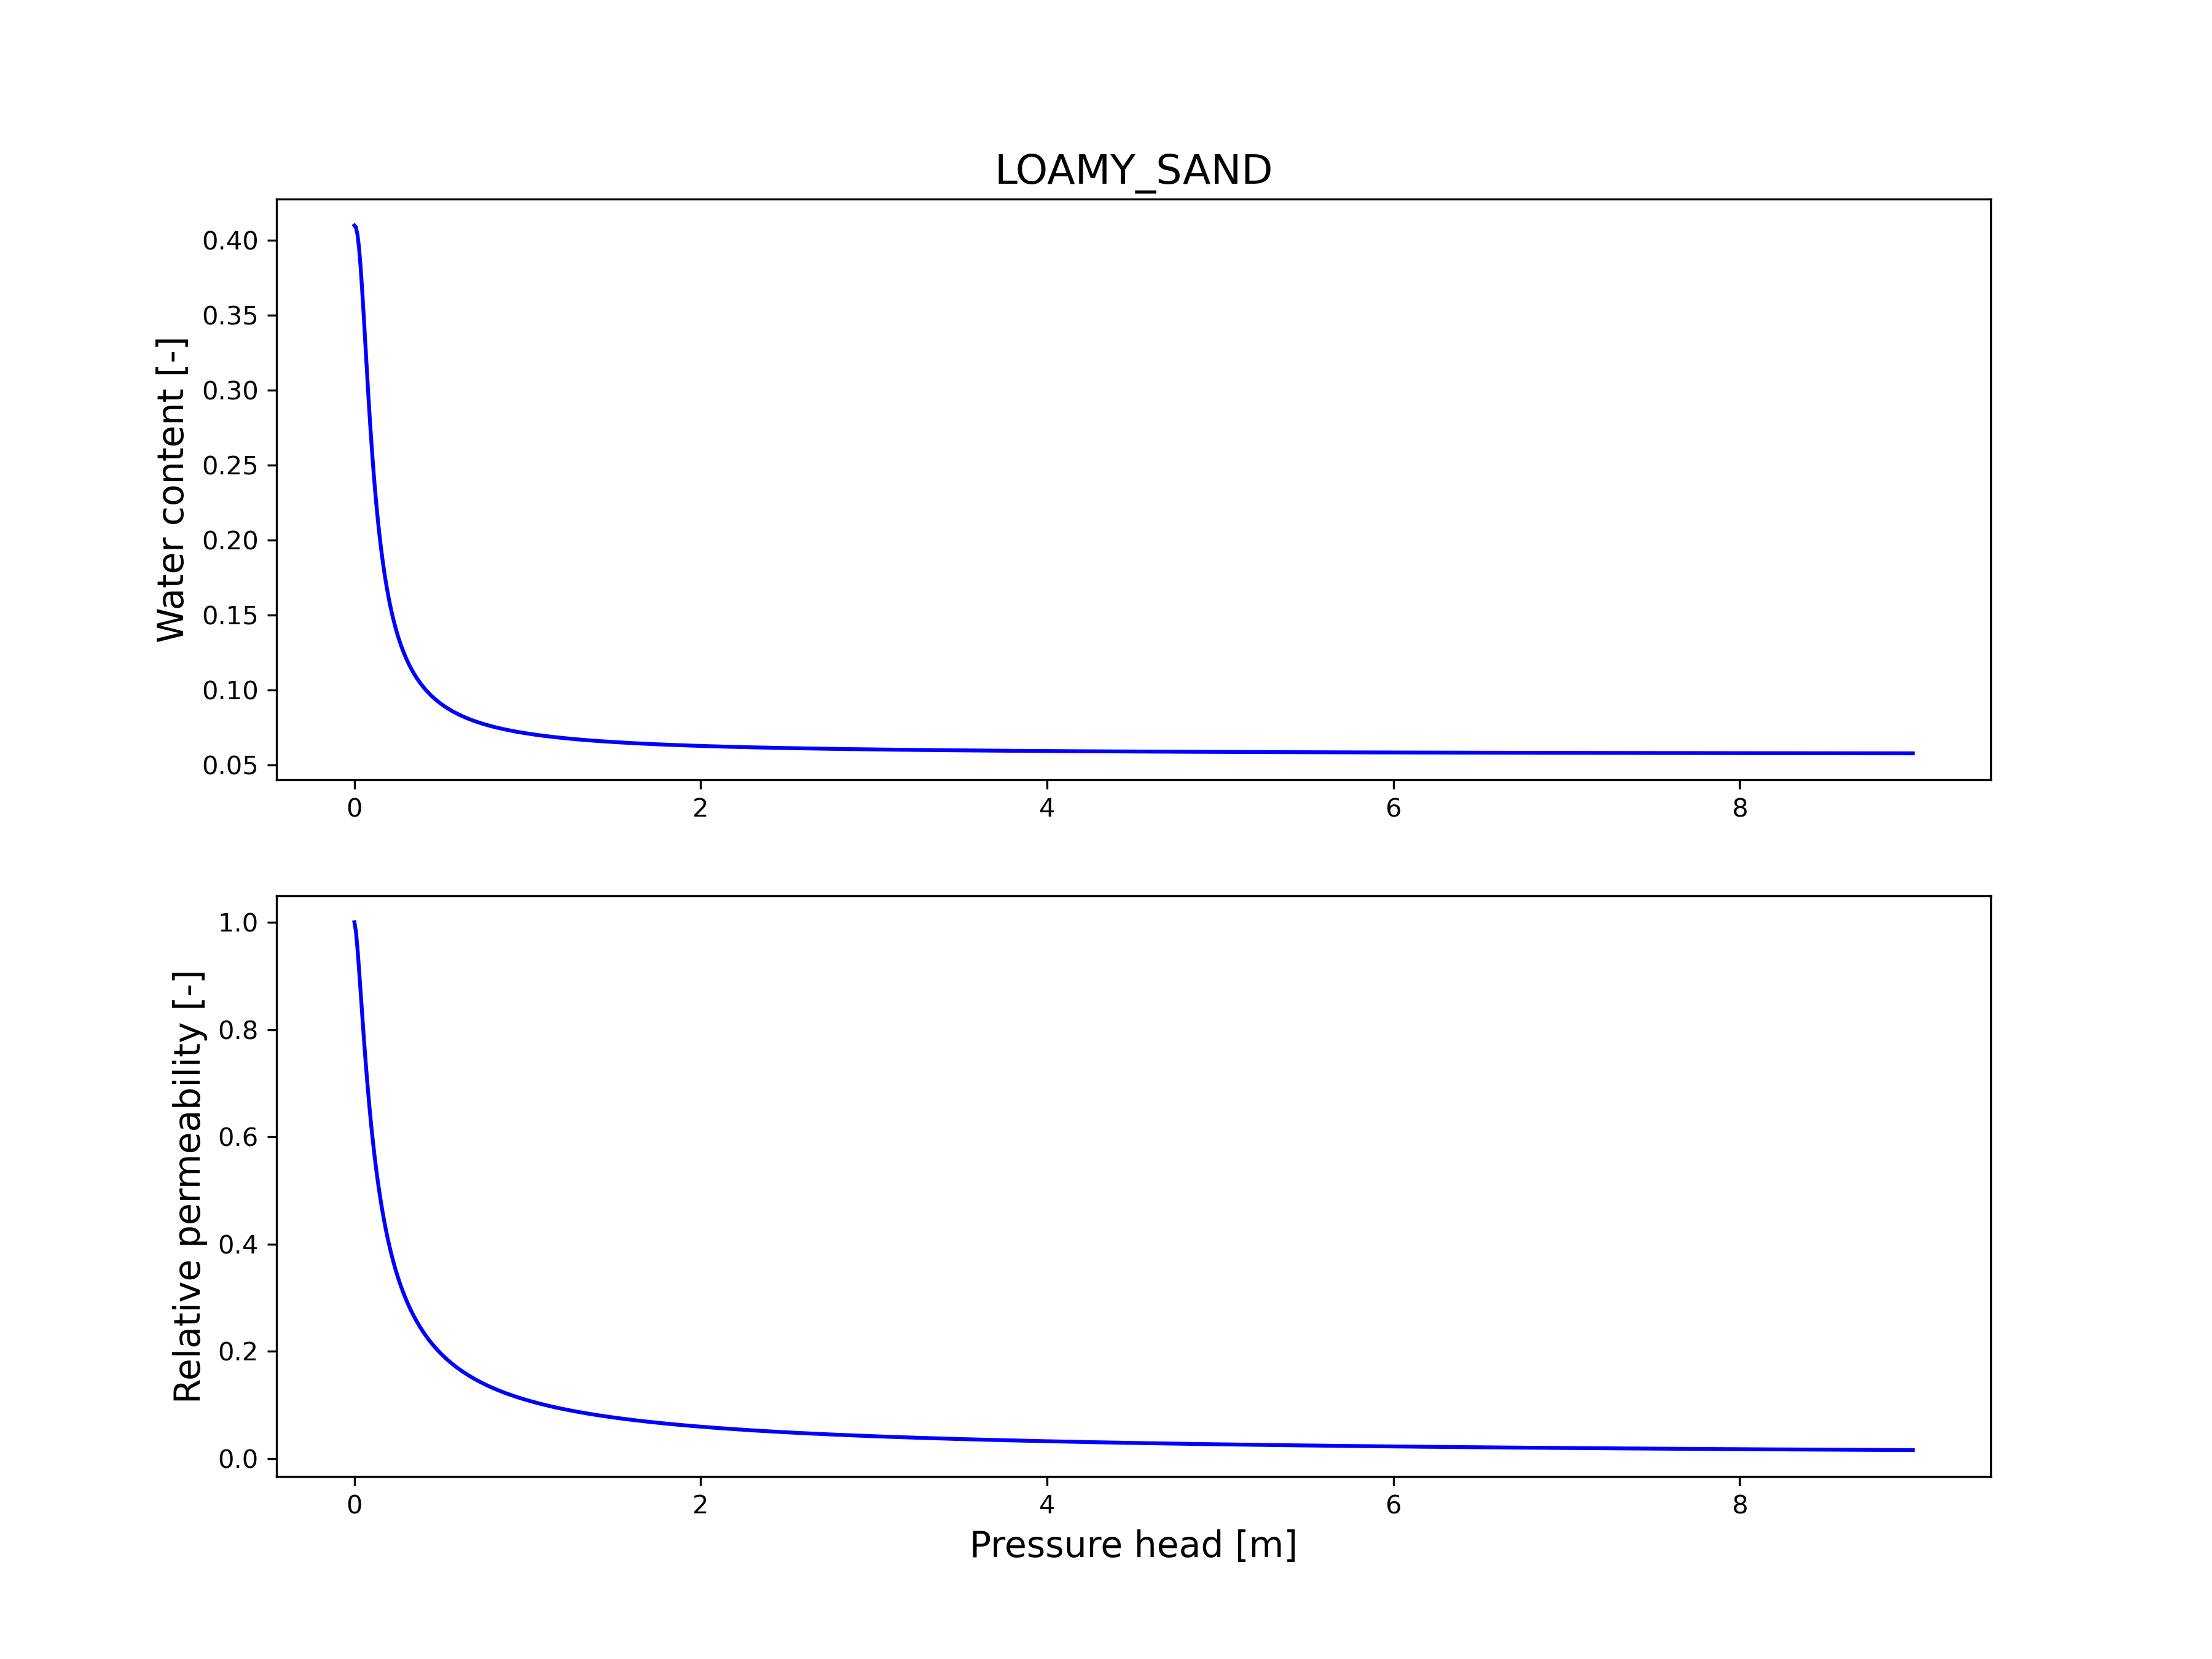 LOAMY_SAND
Water content [-]
0.40
0.35
0.30
0.25
0.20
0.15
0.10
0.05
0 2 4 6 8
Relative permeability [-]
1.0
0.8
0.6
0.4
0.2
0.0
0 2 4 6 8
Pressure head [m]